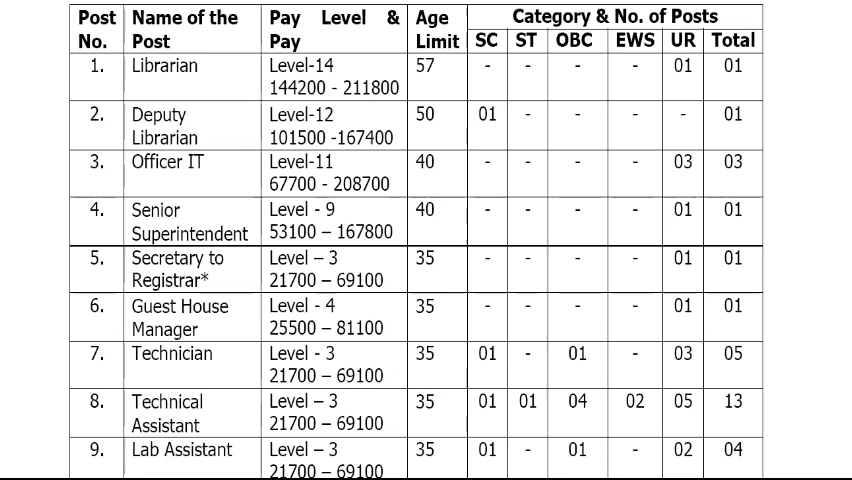 Post Name of the Pay Level & Age Category & No. of Posts
No. Post Pay Limit SC ST OBC EWS UR Total
1. Librarian Level-14 57 - - - - 01 01
144200 - 211800
2. Deputy Level-12 50 01 - - - - 01
Librarian 101500 -167400
3. Officer IT Level-11 40 - - - - 03 03
67700 - 208700
4. Senior Level - 9 40 - - - - 01 01
Superintendent 53100 – 167800
5. Secretary to Level – 3 35 - - - - 01 01
Registrar* 21700 – 69100
6. Guest House Level - 4 35 - - - - 01 01
Manager 25500 – 81100
7. Technician Level - 3 35 01 - 01 - 03 05
21700 – 69100
8. Technical Level – 3 35 01 01 04 02 05 13
Assistant 21700 – 69100
9. Lab Assistant Level – 3 35 01 - 01 - 02 04
21700 – 69100